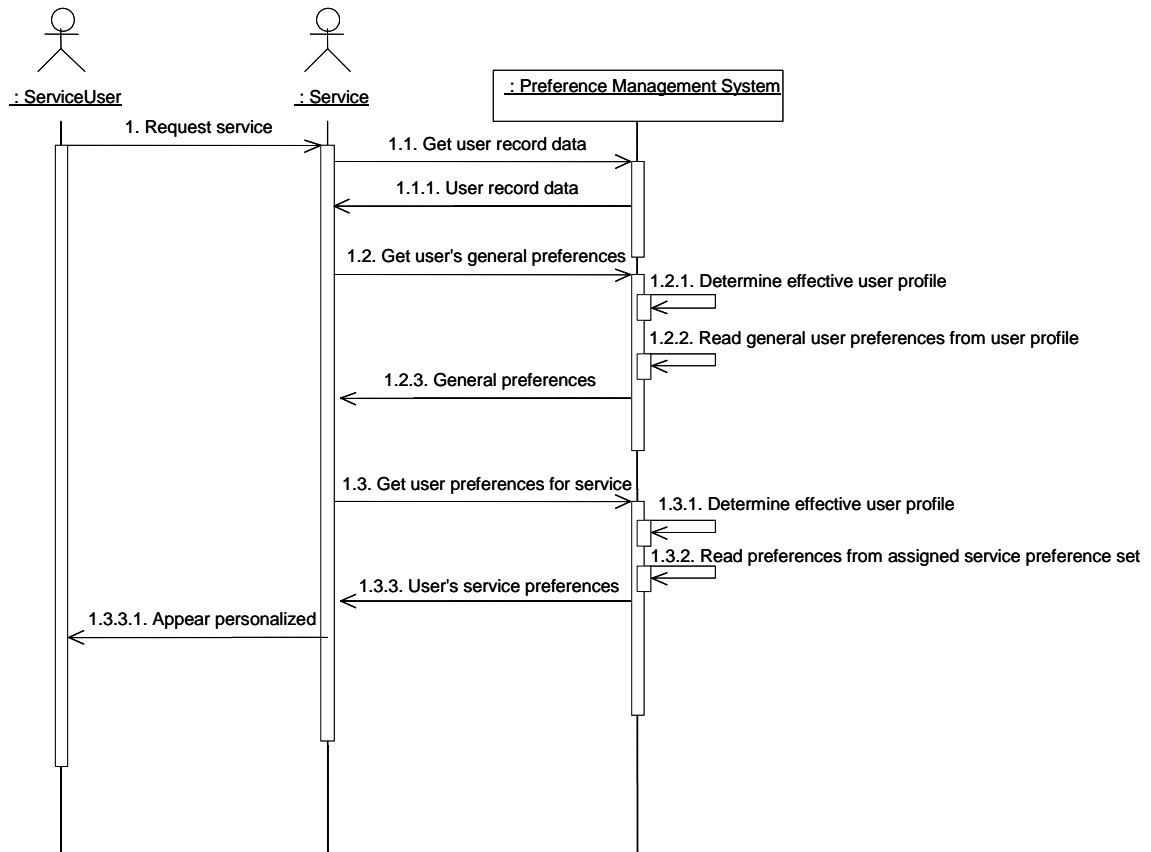 : ServiceUser
: Service
: Preference Management System
1. Request service
1.1. Get user record data
1.1.1. User record data
1.2. Get user's general preferences
1.2.1. Determine effective user profile
1.2.2. Read general user preferences from user profile
1.2.3. General preferences
1.3. Get user preferences for service
1.3.1. Determine effective user profile
1.3.2. Read preferences from assigned service preference set
1.3.3. User's service preferences
1.3.3.1. Appear personalized